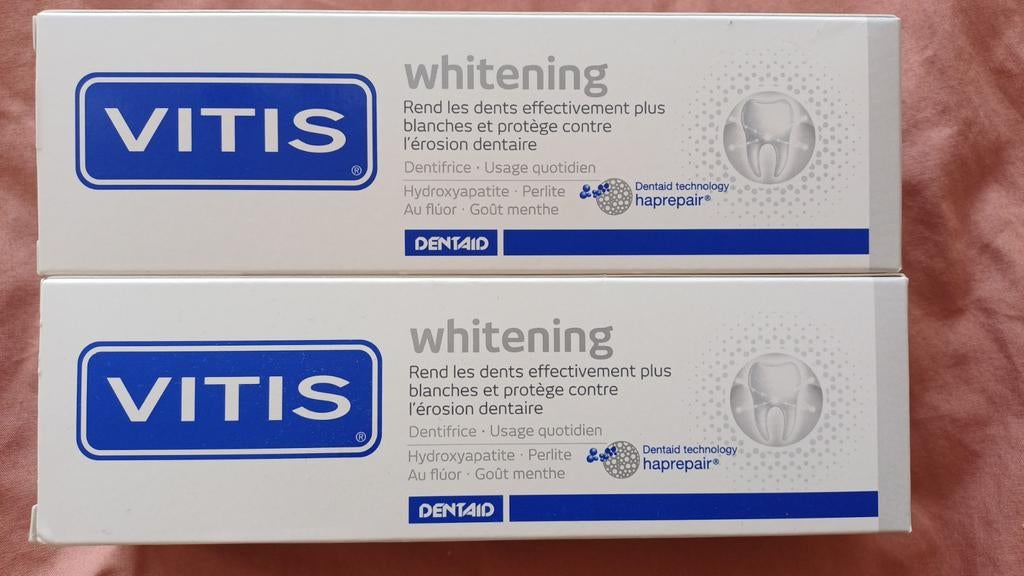 VITIS®
whitening
Rend les dents effectivement plus
blanches et protège contre
l'érosion dentaire
Dentifrice · Usage quotidien
Hydroxyapatite · Perlite
Au flúor · Goût menthe
Dentaid technology
haprepair®
DENTAID
VITIS®
whitening
Rend les dents effectivement plus
blanches et protège contre
l'érosion dentaire
Dentifrice · Usage quotidien
Hydroxyapatite · Perlite
Au flúor · Goût menthe
Dentaid technology
haprepair®
DENTAID